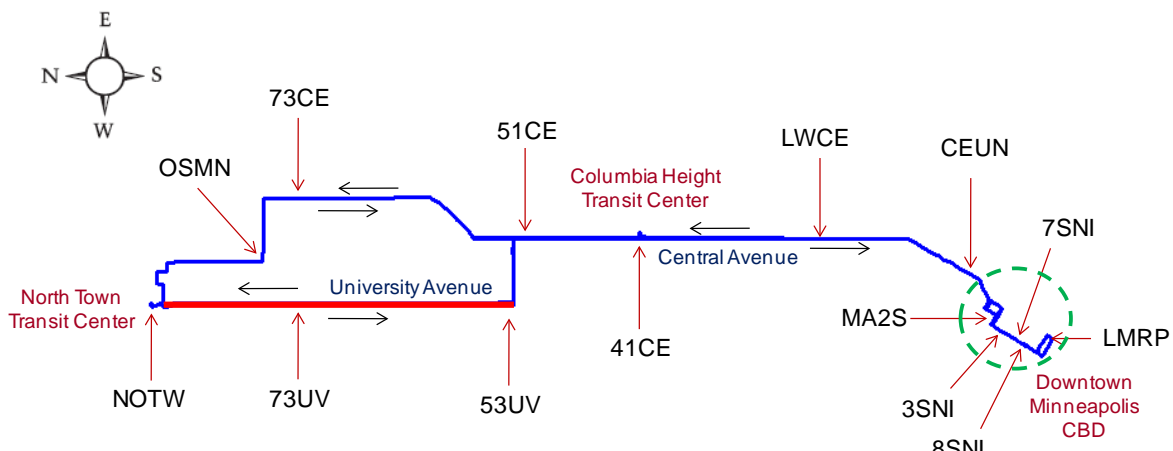 E
N
S
W
73CE
51CE
LWCE
CEUN
OSMN
Columbia Height
Transit Center
7SNI
Central Avenue
University Avenue
North Town
Transit Center
MA2S
LMRP
41CE
NOTW
73UV
53UV
3SNI
Downtown
Minneapolis
CBD
8SNI